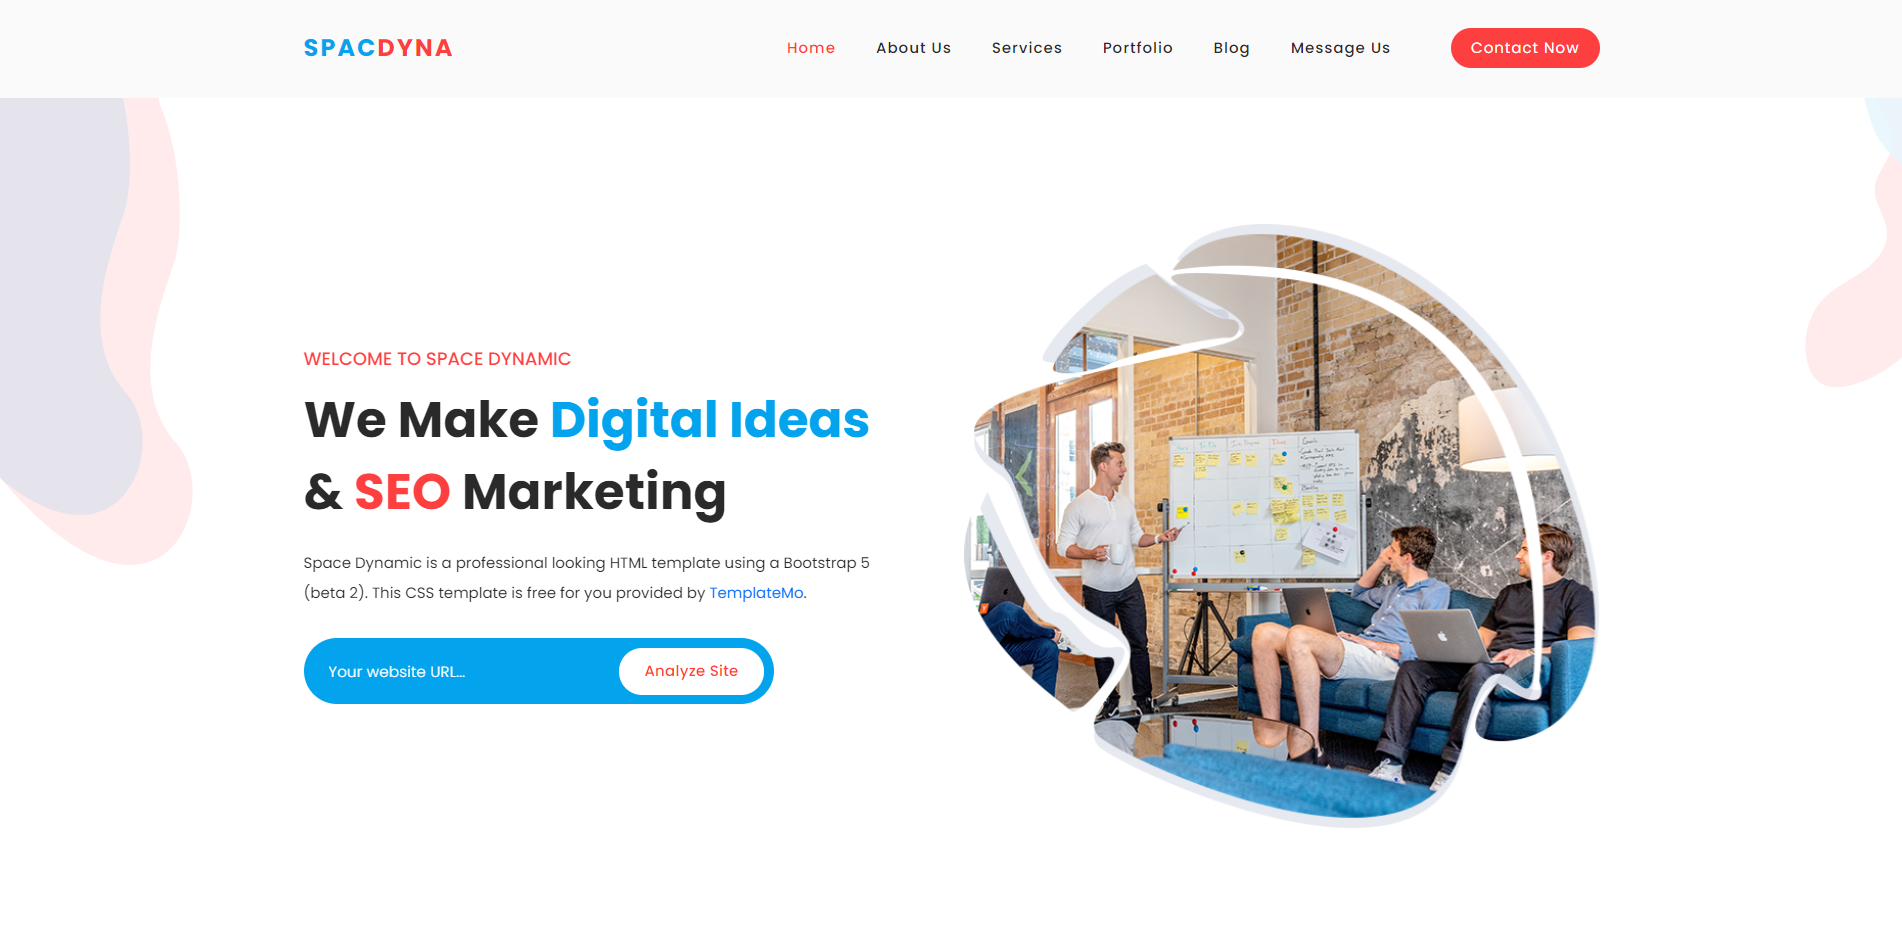 SPACDYNA
Home About Us Services Portfolio Blog Message Us Contact Now
WELCOME TO SPACE DYNAMIC
We Make Digital Ideas
& SEO Marketing
Space Dynamic is a professional looking HTML template using a Bootstrap 5
(beta 2). This CSS template is free for you provided by TemplateMo.
Your website URL...
Analyze Site